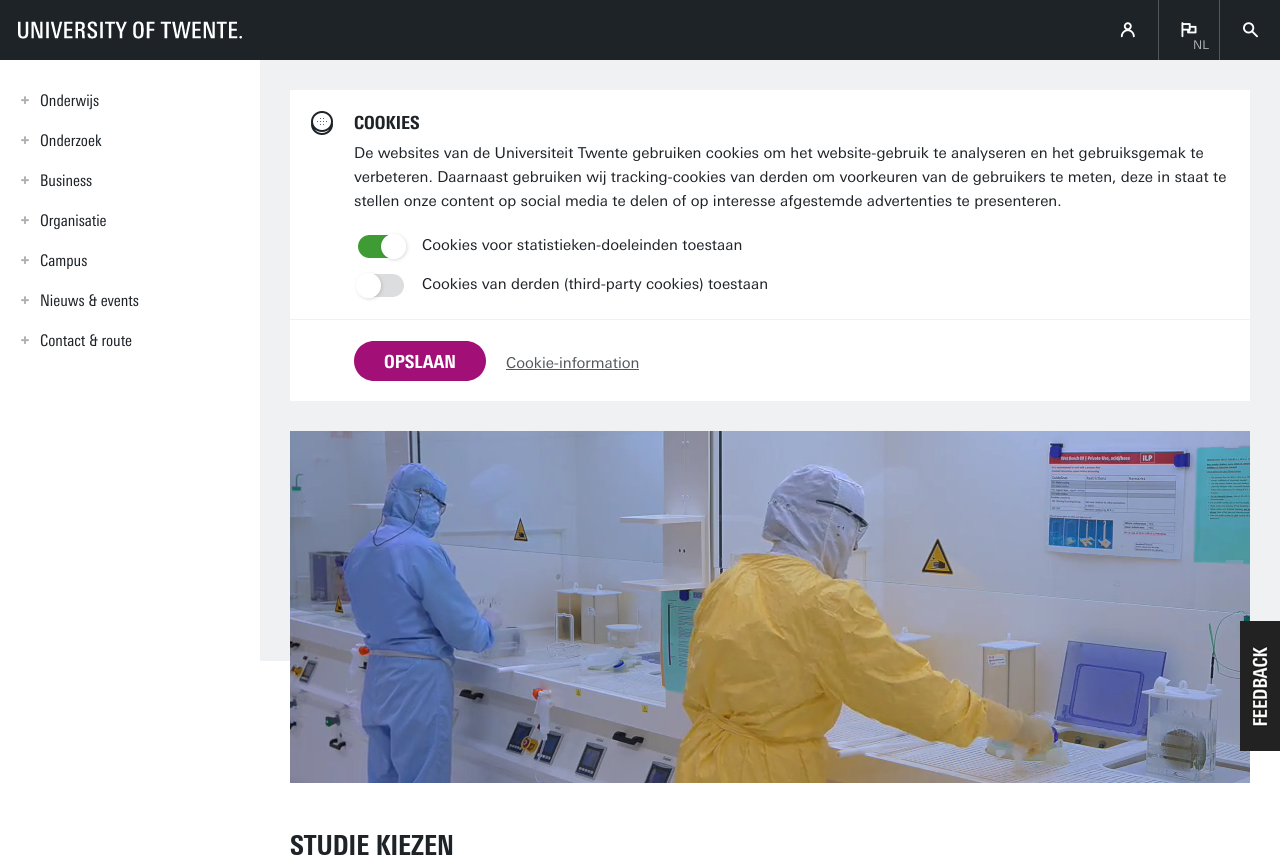 UNIVERSITY OF TWENTE.
NL
Onderwijs
Onderzoek
Business
Organisatie
Campus
Nieuws & events
Contact & route
COOKIES
De websites van de Universiteit Twente gebruiken cookies om het website-gebruik te analyseren en het gebruiksgemak te
verbeteren. Daarnaast gebruiken wij tracking-cookies van derden om voorkeuren van de gebruikers te meten, deze in staat te
stellen onze content op social media te delen of op interesse afgestemde advertenties te presenteren.
Cookies voor statistieken-doeleinden toestaan
Cookies van derden (third-party cookies) toestaan
OPSLAAN
Cookie-information
ILP
FEEDBACK
STUDIE KIEZEN